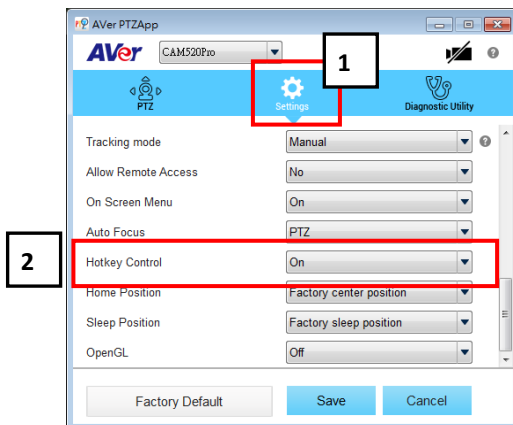 AVer PTZApp
AVer CAM520Pro
1
PTZ Settings Diagnostic Utility
Tracking mode Manual
Allow Remote Access No
On Screen Menu On
Auto Focus PTZ
2
Hotkey Control On
Home Position Factory center position
Sleep Position Factory sleep position
OpenGL Off
Factory Default Save Cancel